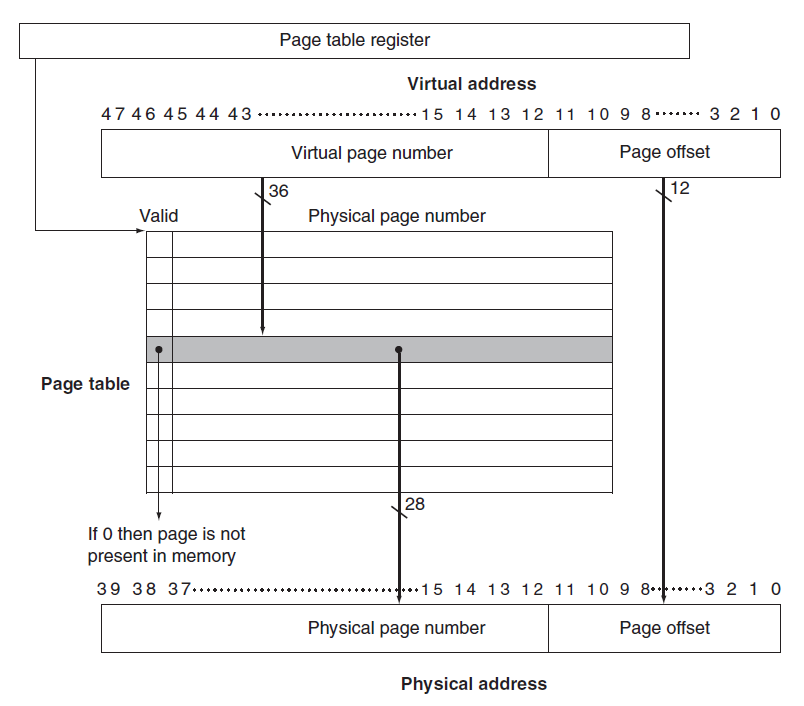 Page table register
Virtual address
47 46 45 44 43 ........................... 15 14 13 12 11 10 9 8 ...... 3 2 1 0
Virtual page number Page offset
36 12
Valid Physical page number
Page table
28
If 0 then page is not
present in memory
39 38 37 ........................... 15 14 13 12 11 10 9 8 ...... 3 2 1 0
Physical page number Page offset
Physical address